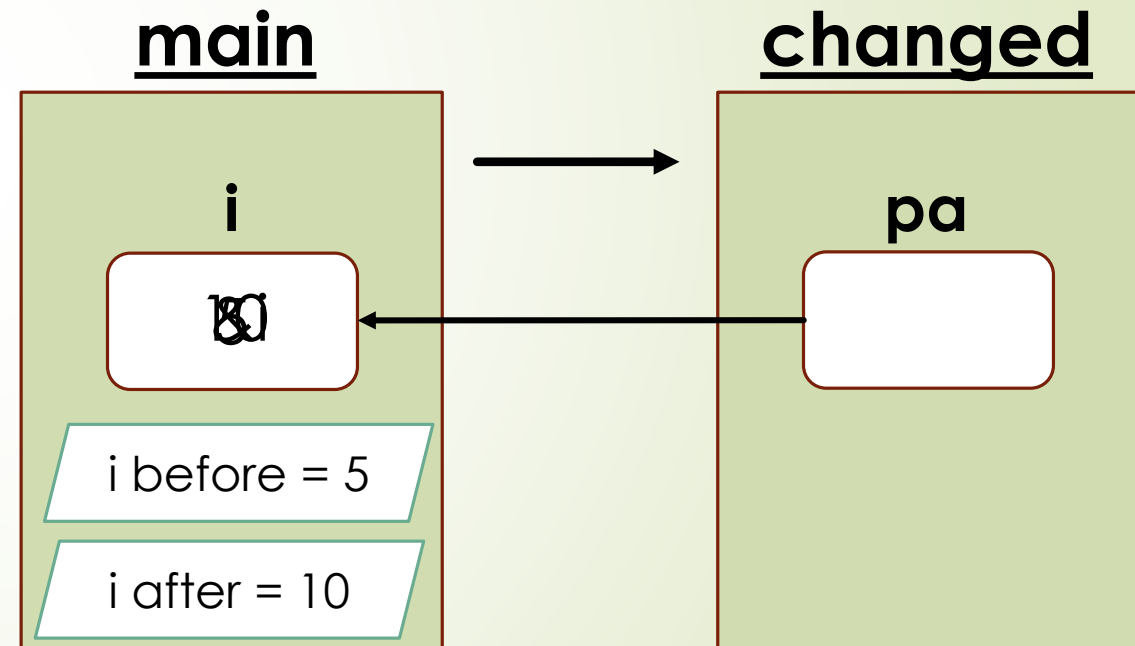 main
changed
i
pa
i before = 5
i after = 10